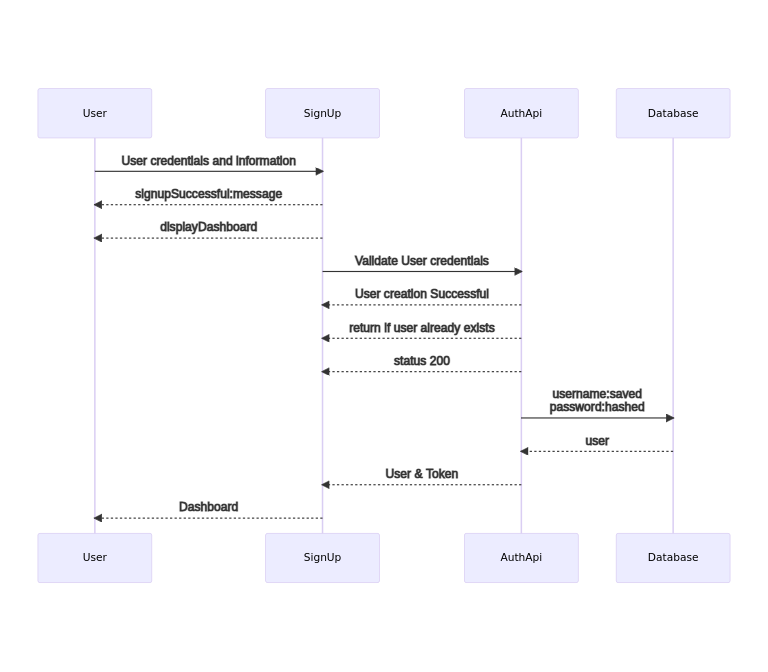 User
SignUp
AuthApi
Database
User credentials and Information
signupSuccessful:message
displayDashboard
Validate User credentials
User creation Successful
return if user already exists
status 200
username:saved
password:hashed
user
User & Token
Dashboard
User
SignUp
AuthApi
Database